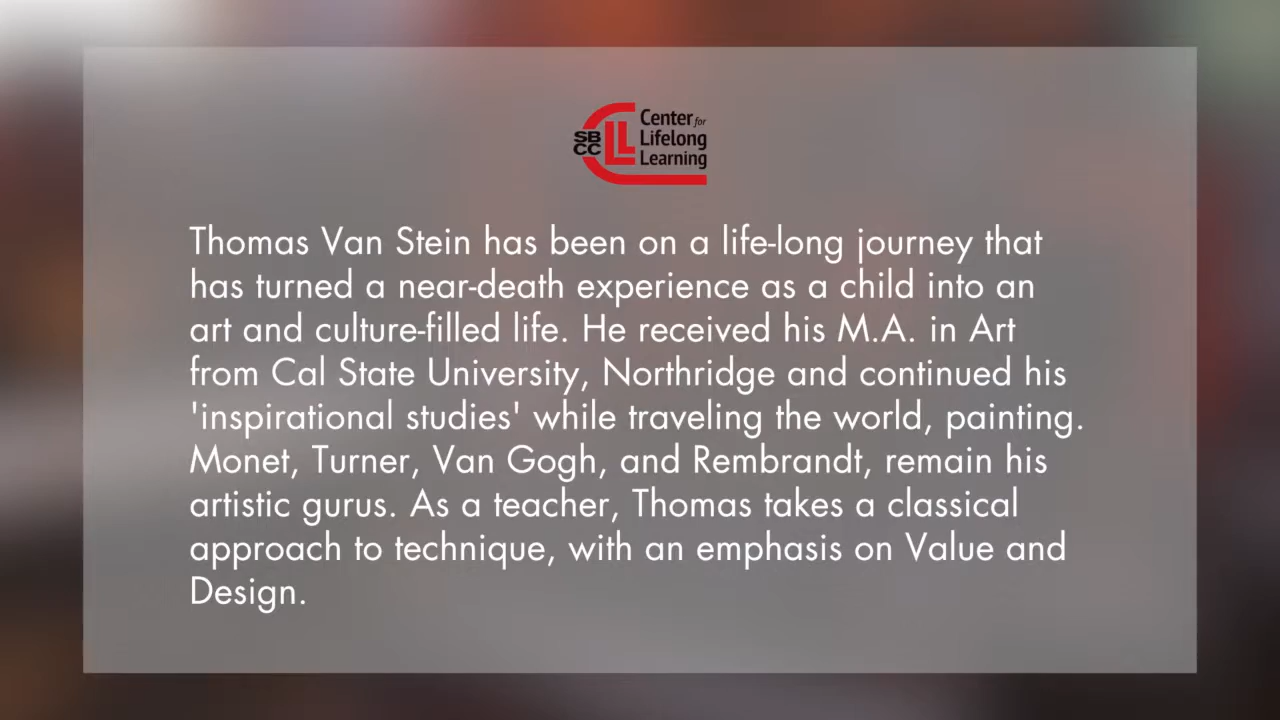 SB
CC
LL
Center for
Lifelong
Learning
Thomas Van Stein has been on a life-long journey that
has turned a near-death experience as a child into an
art and culture-filled life. He received his M.A. in Art
from Cal State University, Northridge and continued his
'inspirational studies' while traveling the world, painting.
Monet, Turner, Van Gogh, and Rembrandt, remain his
artistic gurus. As a teacher, Thomas takes a classical
approach to technique, with an emphasis on Value and
Design.